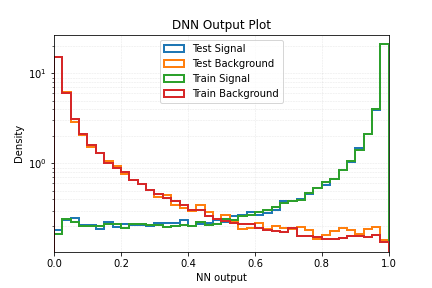 DNN Output Plot
Test Signal
Test Background
Train Signal
Train Background
Density
10¹
10⁰
0.0 0.2 0.4 0.6 0.8 1.0
NN output